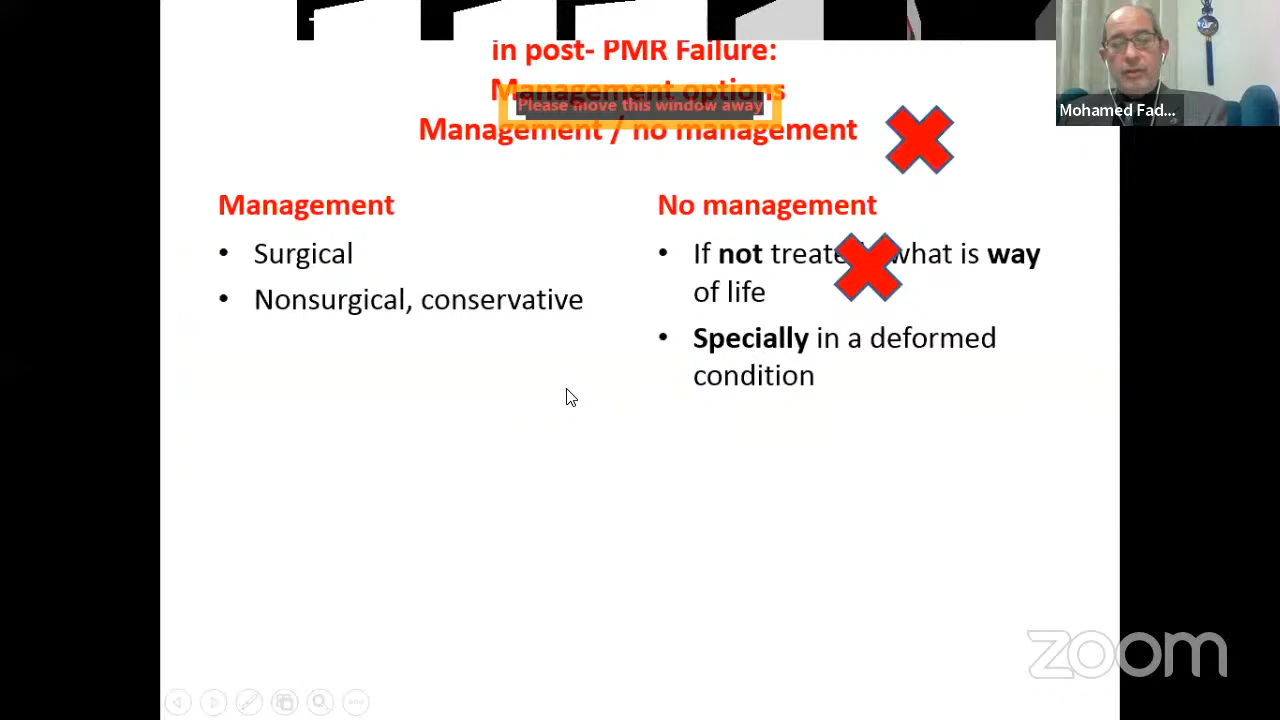 in post- PMR Failure:
Management options
Please move this window away
Management / no management
Mohamed Fad...
Management
• Surgical
• Nonsurgical, conservative
No management
• If not treated what is way
of life
• Specially in a deformed
condition
zoom